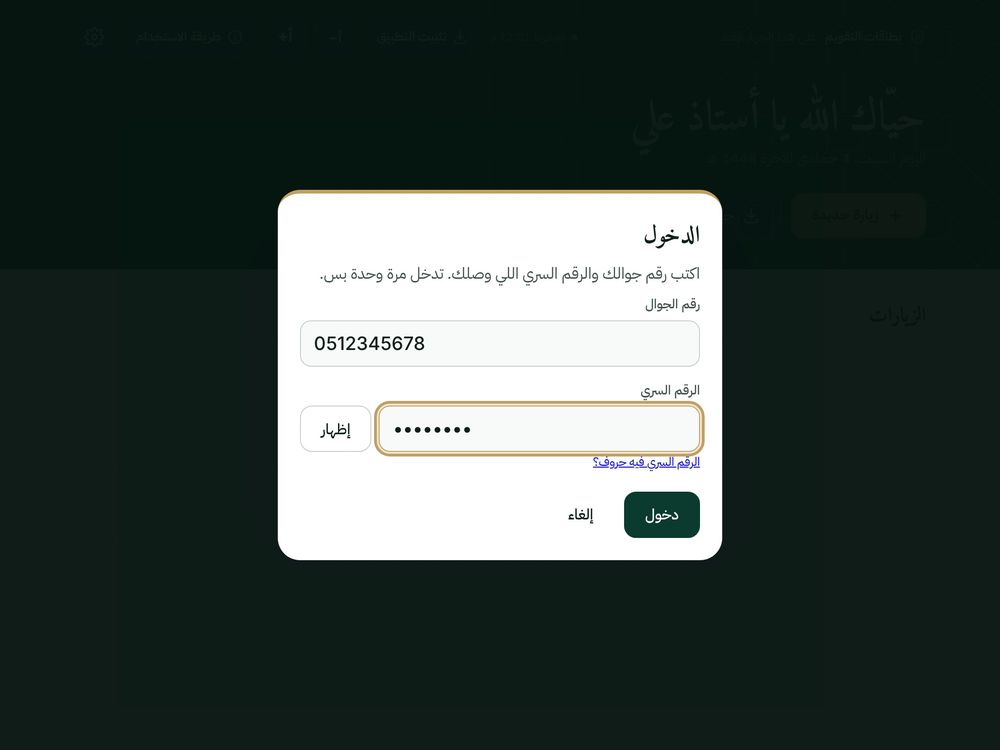 بطاقات التقويم
تثبيت التطبيق
أ-
أ+
طريقة الاستخدام
حيّاك الله يا أستاذ علي
زيارة جديدة
الزيارات
الدخول
اكتب رقم جوالك والرقم السري اللي وصلك. تدخل مرة وحدة بس.
رقم الجوال
0512345678
الرقم السري
••••••••
إظهار
الرقم السري فيه حروف؟
دخول
إلغاء